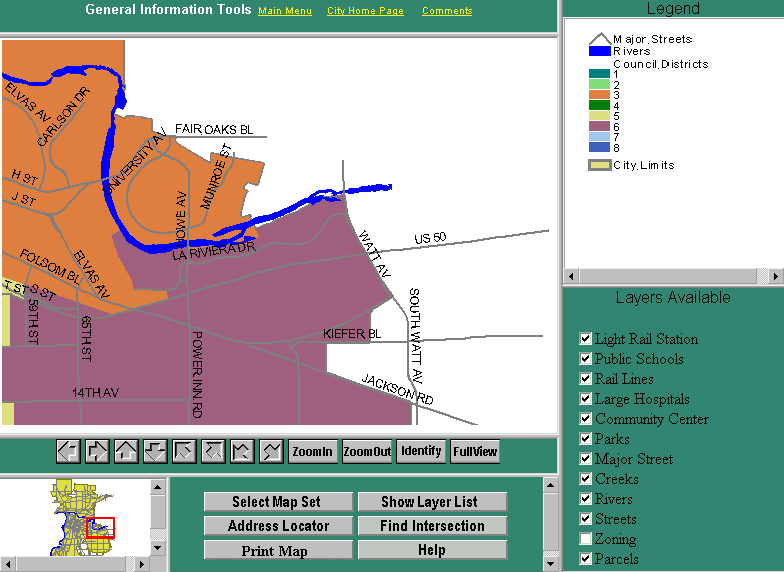 General Information Tools Main Menu City Home Page Comments
Legend
Major, Streets
Rivers
Council, Districts
1
2
3
4
5
6
7
8
City, Limits
ELVAS AV
CARLSON DR
FAIR OAKS BL
UNIVERSITY AV
MUNROE ST
H ST
J ST
HOWE AV
LA RIVIERA DR
WATT AV
US 50
FOLSOM BL
ELVAS AV
T ST
S ST
59TH ST
65TH ST
POWER INN RD
KIEFER BL
SOUTH WATT AV
JACKSON RD
14TH AV
Layers Available
Light Rail Station
Public Schools
Rail Lines
Large Hospitals
Community Center
Parks
Major Street
Creeks
Rivers
Streets
Zoning
Parcels
ZoomIn ZoomOut Identify FullView
Select Map Set Show Layer List
Address Locator Find Intersection
Print Map Help